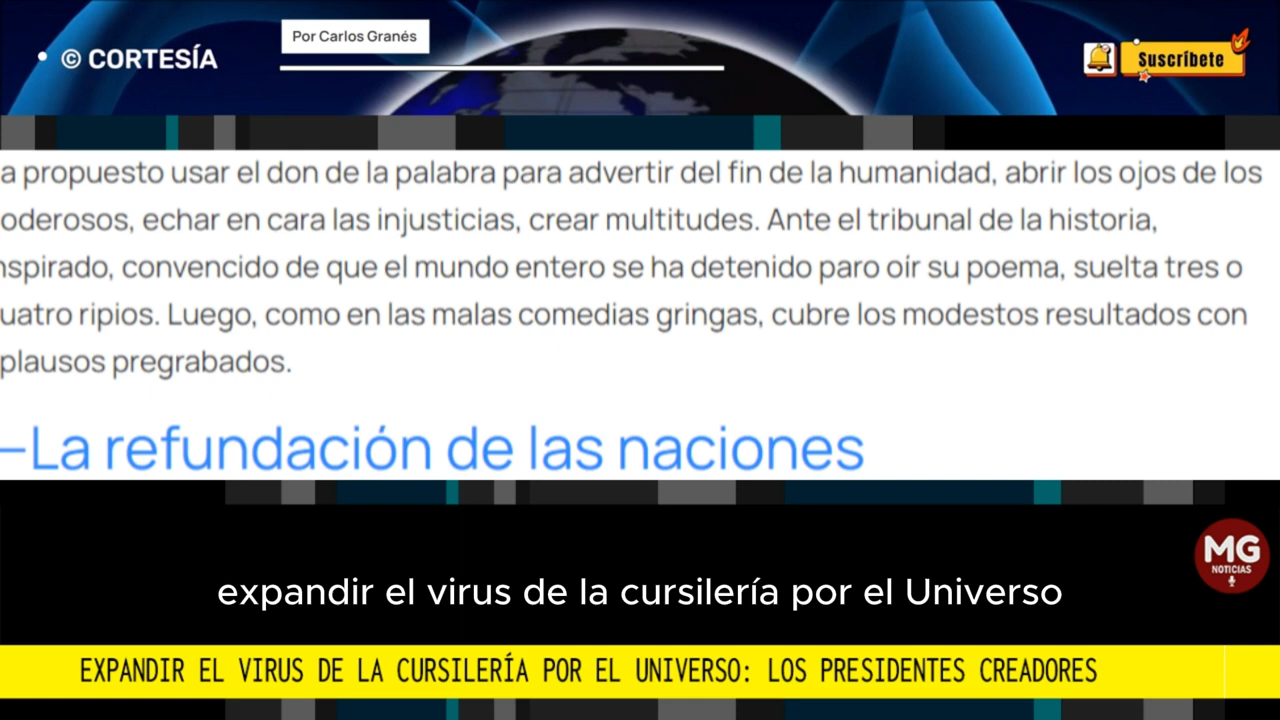 © CORTESÍA
Por Carlos Granés
Suscríbete
a propuesto usar el don de la palabra para advertir del fin de la humanidad, abrir los ojos de los
oderosos, echar en cara las injusticias, crear multitudes. Ante el tribunal de la historia,
nspirado, convencido de que el mundo entero se ha detenido paro oír su poema, suelta tres o
uatro ripios. Luego, como en las malas comedias gringas, cubre los modestos resultados con
plausos pregrabados.
—La refundación de las naciones
MG
NOTICIAS
expandir el virus de la cursilería por el Universo
EXPANDIR EL VIRUS DE LA CURSILERÍA POR EL UNIVERSO: LOS PRESIDENTES CREADORES